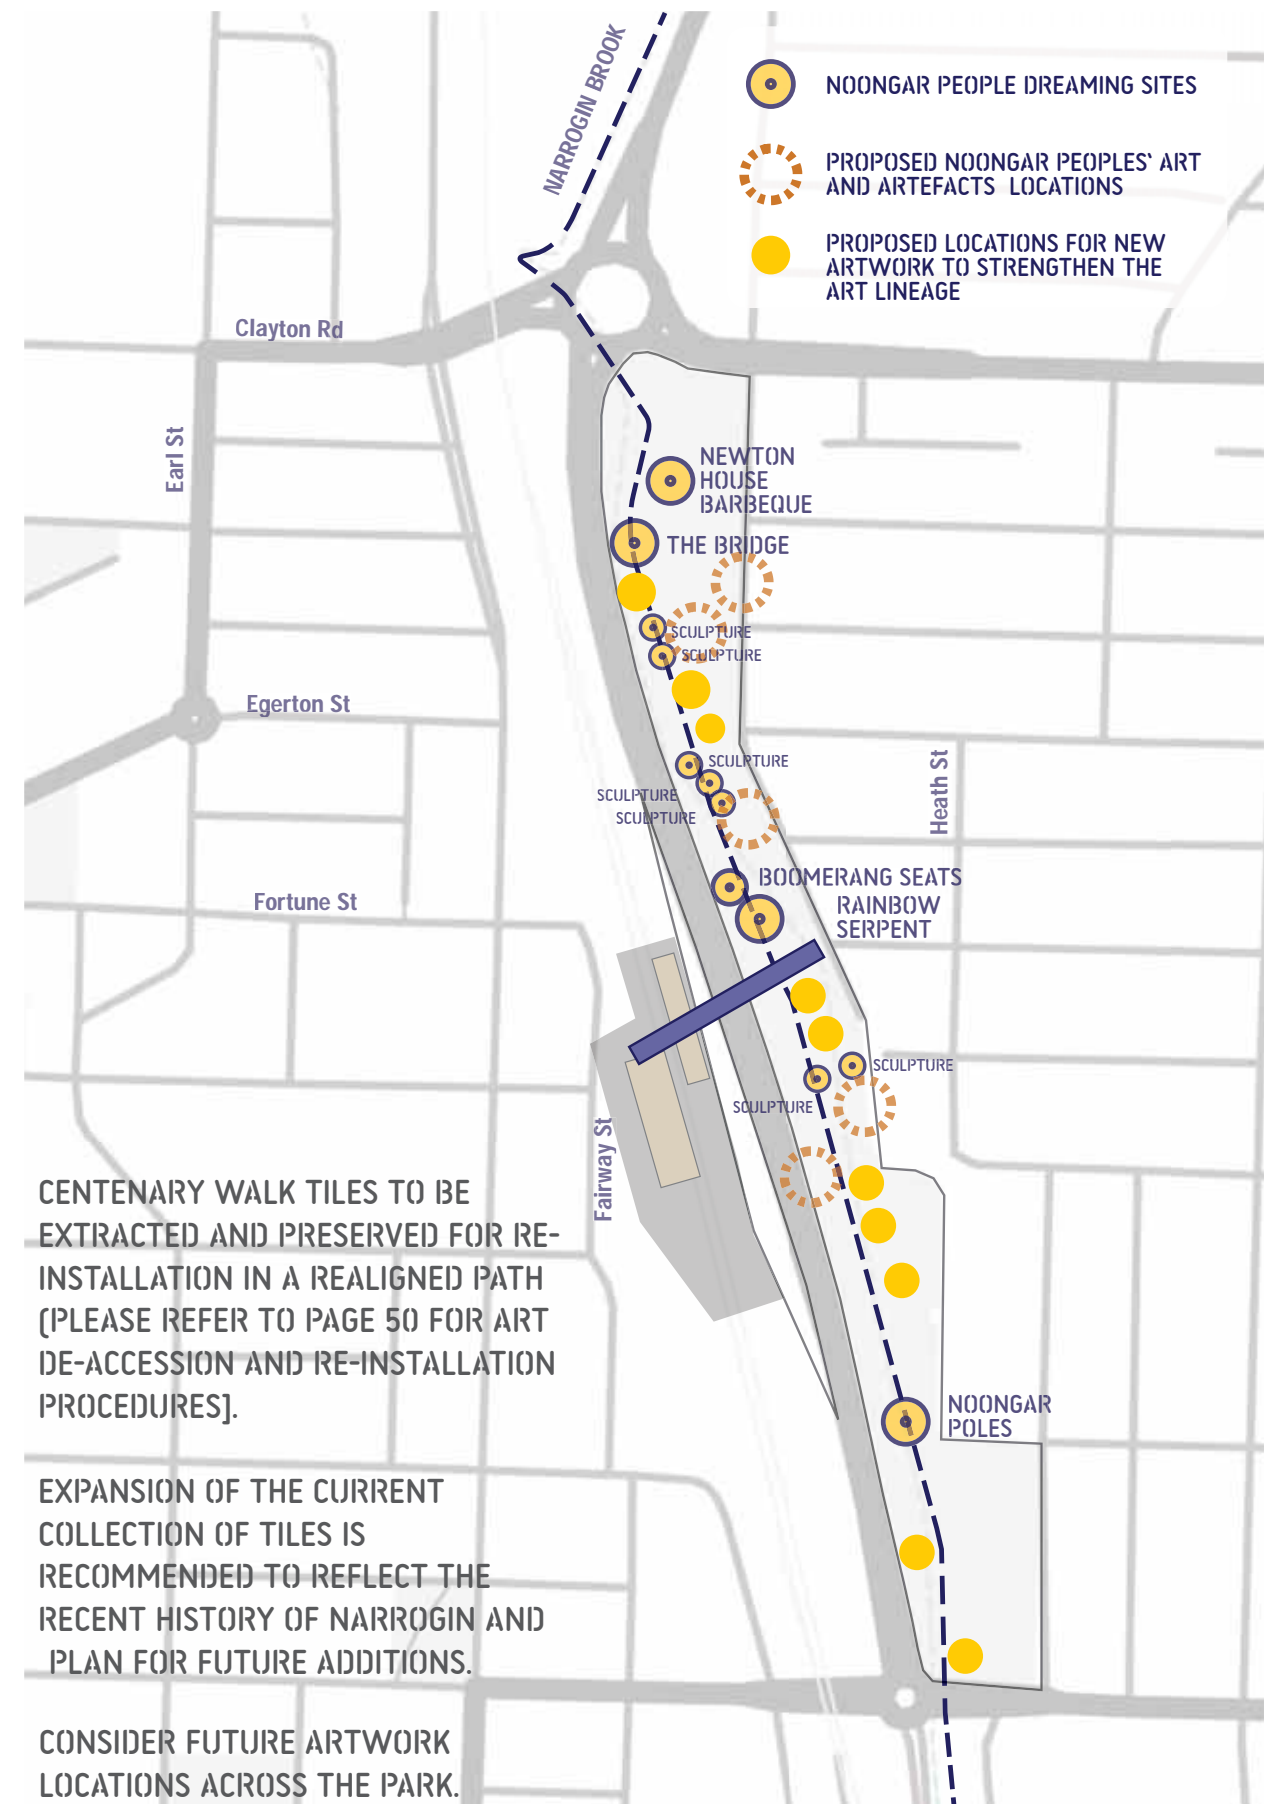 NARROGIN BROOK
NOONGAR PEOPLE DREAMING SITES
PROPOSED NOONGAR PEOPLES` ART
AND ARTEFACTS LOCATIONS
PROPOSED LOCATIONS FOR NEW
ARTWORK TO STRENGTHEN THE
ART LINEAGE
Clayton Rd
Earl St
NEWTON
HOUSE
BARBEQUE
THE BRIDGE
SCULPTURE
SCULPTURE
Egerton St
SCULPTURE
SCULPTURE
SCULPTURE
Heath St
BOOMERANG SEATS
RAINBOW
SERPENT
Fortune St
SCULPTURE
SCULPTURE
Fairway St
CENTENARY WALK TILES TO BE
EXTRACTED AND PRESERVED FOR RE-
INSTALLATION IN A REALIGNED PATH
(PLEASE REFER TO PAGE 50 FOR ART
DE-ACCESSION AND RE-INSTALLATION
PROCEDURES].
NOONGAR
POLES
EXPANSION OF THE CURRENT
COLLECTION OF TILES IS
RECOMMENDED TO REFLECT THE
RECENT HISTORY OF NARROGIN AND
PLAN FOR FUTURE ADDITIONS.
CONSIDER FUTURE ARTWORK
LOCATIONS ACROSS THE PARK.